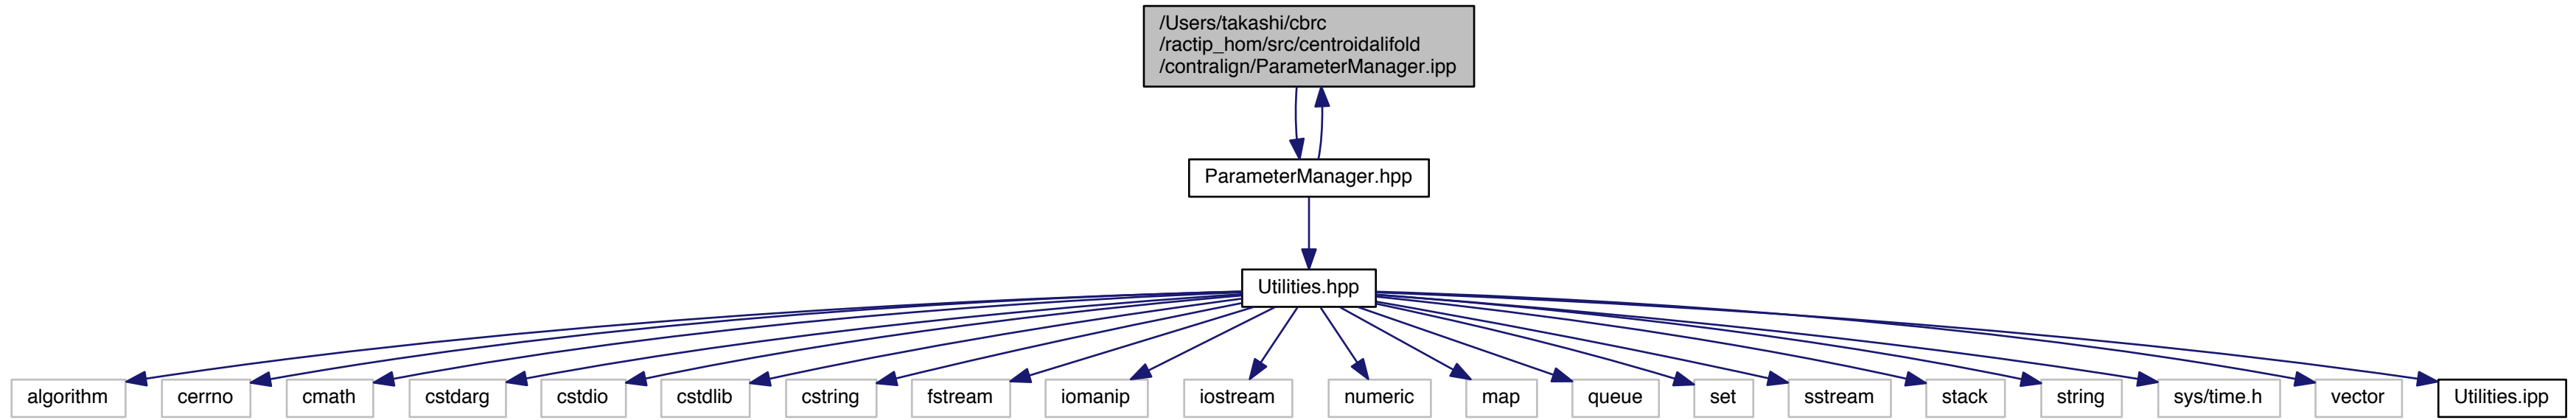 /Users/takashi/cbrc
/ractip_hom/src/centroidalifold
/contralign/ParameterManager.ipp
ParameterManager.hpp
Utilities.hpp
algorithm
cerrno
cmath
cstdarg
cstdio
cstdlib
cstring
fstream
iomanip
iostream
numeric
map
queue
set
sstream
stack
string
sys/time.h
vector
Utilities.ipp